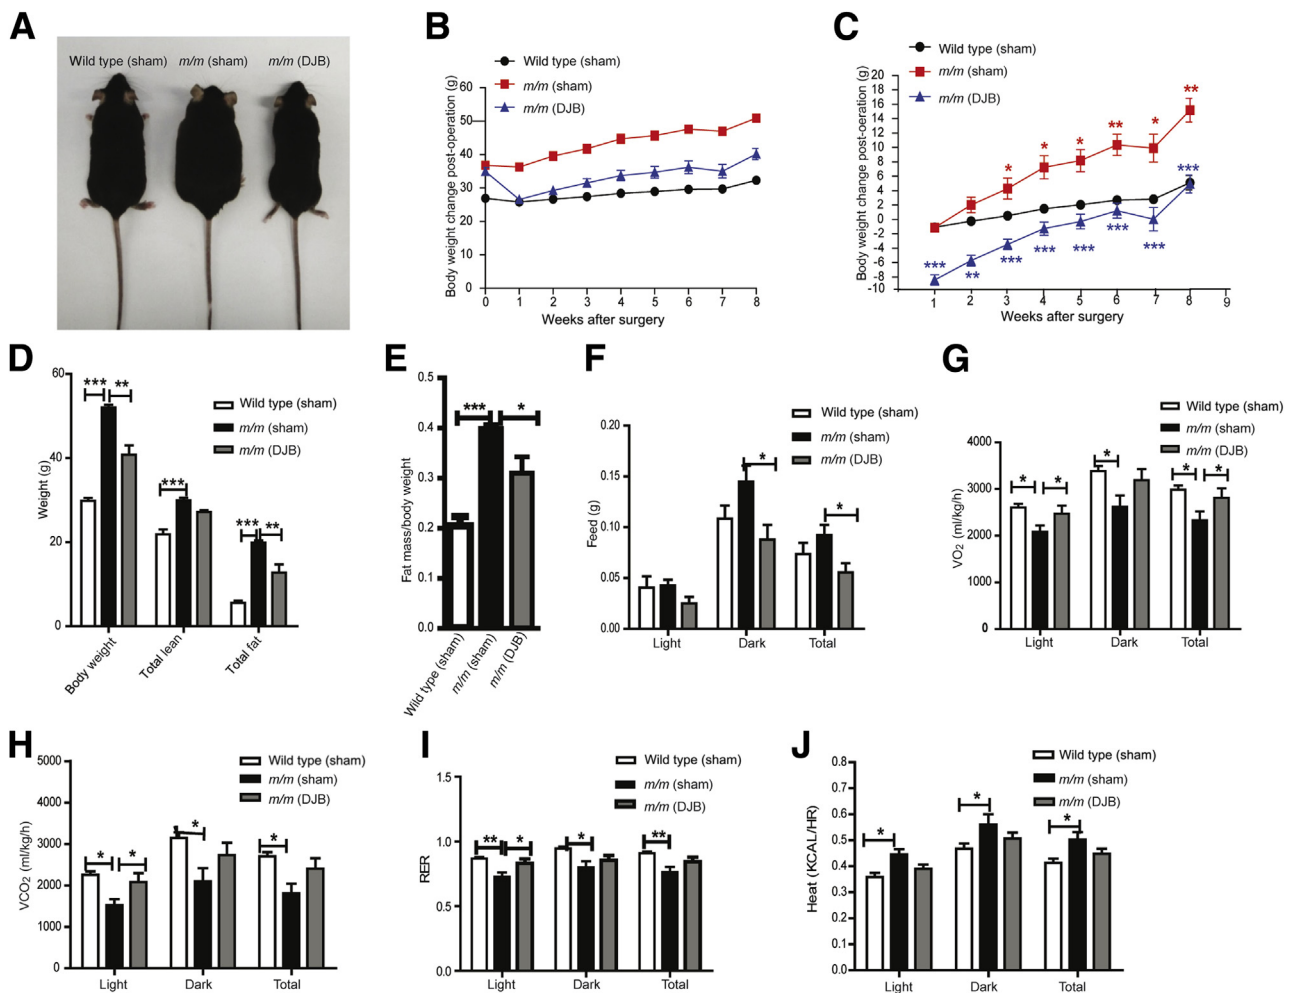 A
Wild type (sham) m/m (sham) m/m (DJB)
B
Wild type (sham)
m/m (sham)
m/m (DJB)
Body weight change post-operation (g)
60
50
40
30
20
10
0
0 1 2 3 4 5 6 7 8
Weeks after surgery
C
Wild type (sham)
m/m (sham)
m/m (DJB)
Body weight change post-oeration (g)
20
18
16
14
12
10
8
6
4
2
0
-2
-4
-6
-8
-10
* * * ** * **
*** ** *** *** *** *** *** ***
1 2 3 4 5 6 7 8 9
Weeks after surgery
D
Weight (g)
60
40
20
0
*** ** *** *** **
Wild type (sham)
m/m (sham)
m/m (DJB)
Body weight Total lean Total fat
E
Fat mass/body weight
0.5
0.4
0.3
0.2
0.1
0.0
*** *
Wild type (sham) m/m (sham) m/m (DJB)
F
Feed (g)
0.20
0.15
0.10
0.05
0.00
* *
Wild type (sham)
m/m (sham)
m/m (DJB)
Light Dark Total
G
VO2 (ml/kg/h)
4000
3000
2000
1000
0
* * * * *
Wild type (sham)
m/m (sham)
m/m (DJB)
Light Dark Total
H
VCO2 (ml/kg/h)
5000
4000
3000
2000
1000
0
* * * *
Wild type (sham)
m/m (sham)
m/m (DJB)
Light Dark Total
I
RER
1.5
1.0
0.5
0.0
** * * **
Wild type (sham)
m/m (sham)
m/m (DJB)
Light Dark Total
J
Heat (KCAL/HR)
0.8
0.7
0.6
0.5
0.4
0.3
0.2
0.1
0.0
* * *
Wild type (sham)
m/m (sham)
m/m (DJB)
Light Dark Total